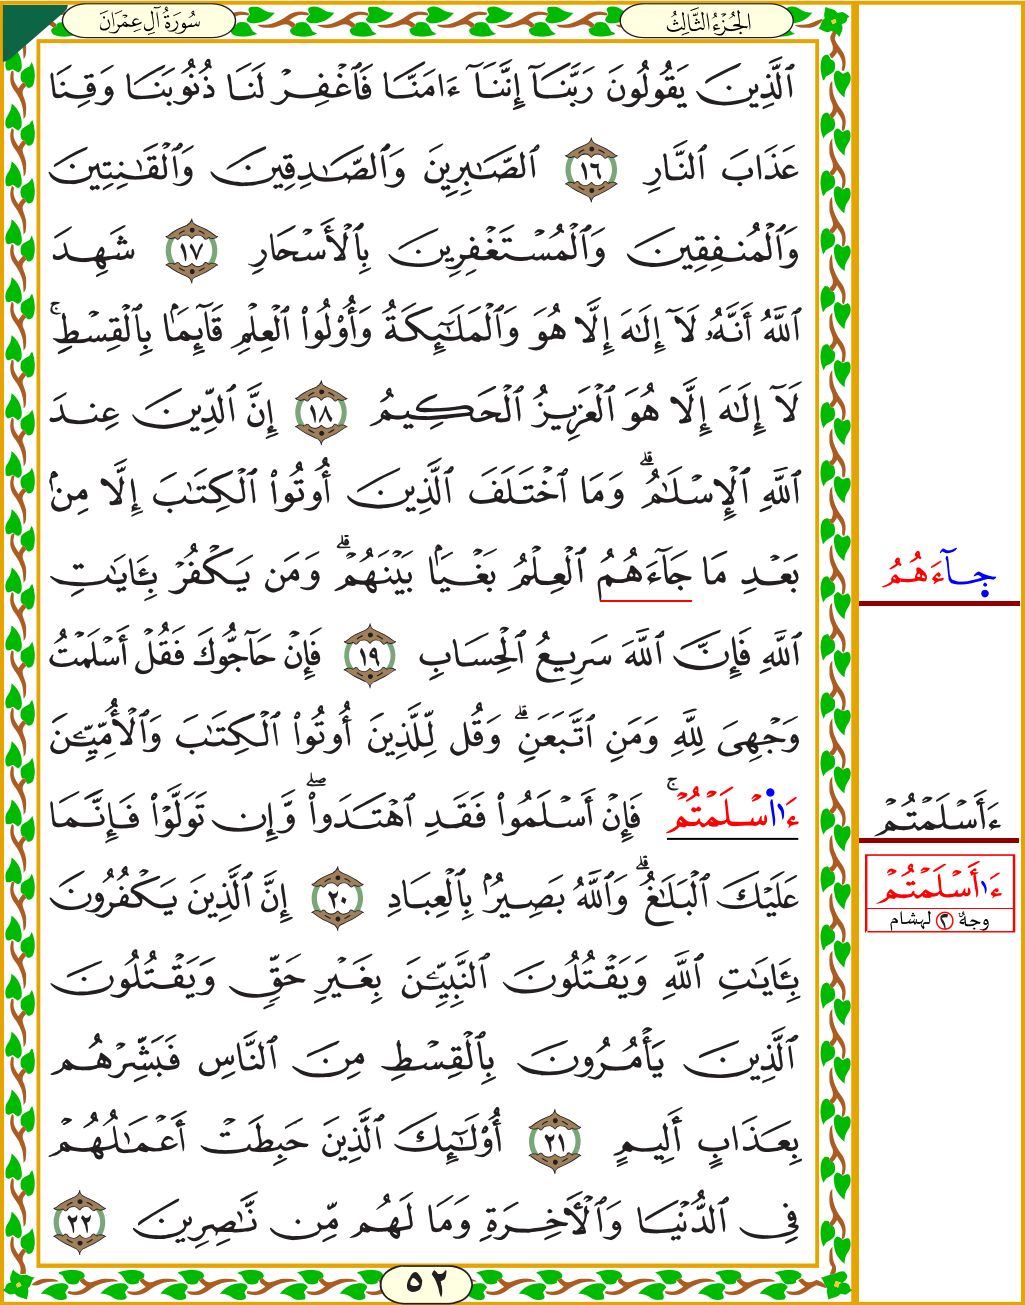 سُورَةُ آلِ عِمْرَانَ
الجُزْءُ الثَّالِثُ
ٱلَّذِينَ يَقُولُونَ رَبَّنَآ إِنَّنَآ ءَامَنَّا فَٱغْفِرْ لَنَا ذُنُوبَنَا وَقِنَا
عَذَابَ ٱلنَّارِ ١٦ ٱلصَّـٰبِرِينَ وَٱلصَّـٰدِقِينَ وَٱلْقَـٰنِتِينَ
وَٱلْمُنفِقِينَ وَٱلْمُسْتَغْفِرِينَ بِٱلْأَسْحَارِ ١٧ شَهِدَ
ٱللَّهُ أَنَّهُۥ لَآ إِلَـٰهَ إِلَّا هُوَ وَٱلْمَلَـٰٓئِكَةُ وَأُو۟لُوا۟ ٱلْعِلْمِ قَآئِمَۢا بِٱلْقِسْطِ ۚ
لَآ إِلَـٰهَ إِلَّا هُوَ ٱلْعَزِيزُ ٱلْحَكِيمُ ١٨ إِنَّ ٱلدِّينَ عِندَ
ٱللَّهِ ٱلْإِسْلَـٰمُ ۗ وَمَا ٱخْتَلَفَ ٱلَّذِينَ أُوتُوا۟ ٱلْكِتَـٰبَ إِلَّا مِنۢ
بَعْدِ مَا جَآءَهُمُ ٱلْعِلْمُ بَغْيَۢا بَيْنَهُمْ ۗ وَمَن يَكْفُرْ بِـَٔايَـٰتِ
جآءَهُمُ
ٱللَّهِ فَإِنَّ ٱللَّهَ سَرِيعُ ٱلْحِسَابِ ١٩ فَإِنْ حَآجُّوكَ فَقُلْ أَسْلَمْتُ
وَجْهِىَ لِلَّهِ وَمَنِ ٱتَّبَعَنِ ۗ وَقُل لِّلَّذِينَ أُوتُوا۟ ٱلْكِتَـٰبَ وَٱلْأُمِّيِّـۧنَ
ءَا۬سْلَمْتُمْ ۚ فَإِنْ أَسْلَمُوا۟ فَقَدِ ٱهْتَدَوا۟ ۖ وَّإِن تَوَلَّوْا۟ فَإِنَّمَا
ءَأَسْلَمْتُمْ
عَلَيْكَ ٱلْبَلَـٰغُ ۗ وَٱللَّهُ بَصِيرٌۢ بِٱلْعِبَادِ ٢٠ إِنَّ ٱلَّذِينَ يَكْفُرُونَ
ءَاأَسْلَمْتُمْ
وجهٌ ٢ لهشام
بِـَٔايَـٰتِ ٱللَّهِ وَيَقْتُلُونَ ٱلنَّبِيِّـۧنَ بِغَيْرِ حَقٍّ وَيَقْتُلُونَ
ٱلَّذِينَ يَأْمُرُونَ بِٱلْقِسْطِ مِنَ ٱلنَّاسِ فَبَشِّرْهُم
بِعَذَابٍ أَلِيمٍ ٢١ أُو۟لَـٰٓئِكَ ٱلَّذِينَ حَبِطَتْ أَعْمَـٰلُهُمْ
فِى ٱلدُّنْيَا وَٱلْـَٔاخِرَةِ وَمَا لَهُم مِّن نَّـٰصِرِينَ ٢٢
٥٢